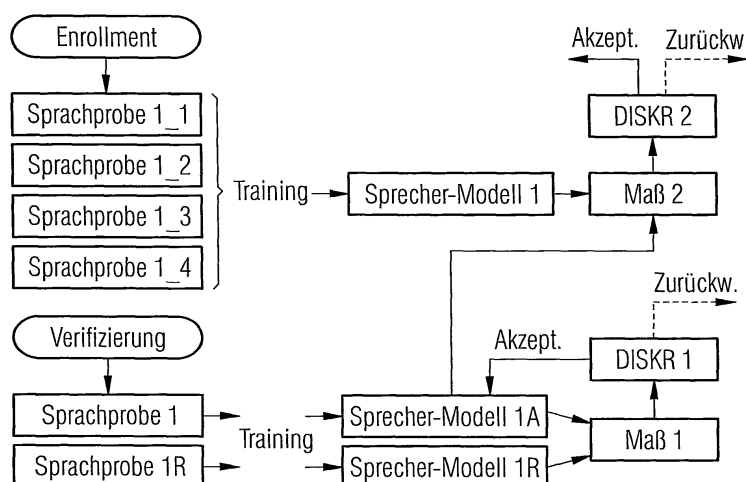 Enrollment
Sprachprobe 1_1
Sprachprobe 1_2
Sprachprobe 1_3
Sprachprobe 1_4
Training
Sprecher-Modell 1
Maß 2
DISKR 2
Akzept.
Zurückw
Verifizierung
Sprachprobe 1
Sprachprobe 1R
Training
Sprecher-Modell 1A
Sprecher-Modell 1R
Maß 1
DISKR 1
Akzept.
Zurückw.